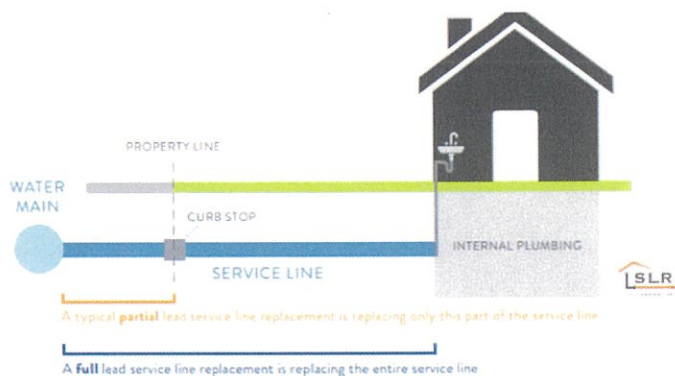 PROPERTY LINE
WATER
MAIN
CURB STOP
SERVICE LINE
INTERNAL PLUMBING
LSLR
A typical partial lead service line replacement is replacing only this part of the service line
A full lead service line replacement is replacing the entire service line